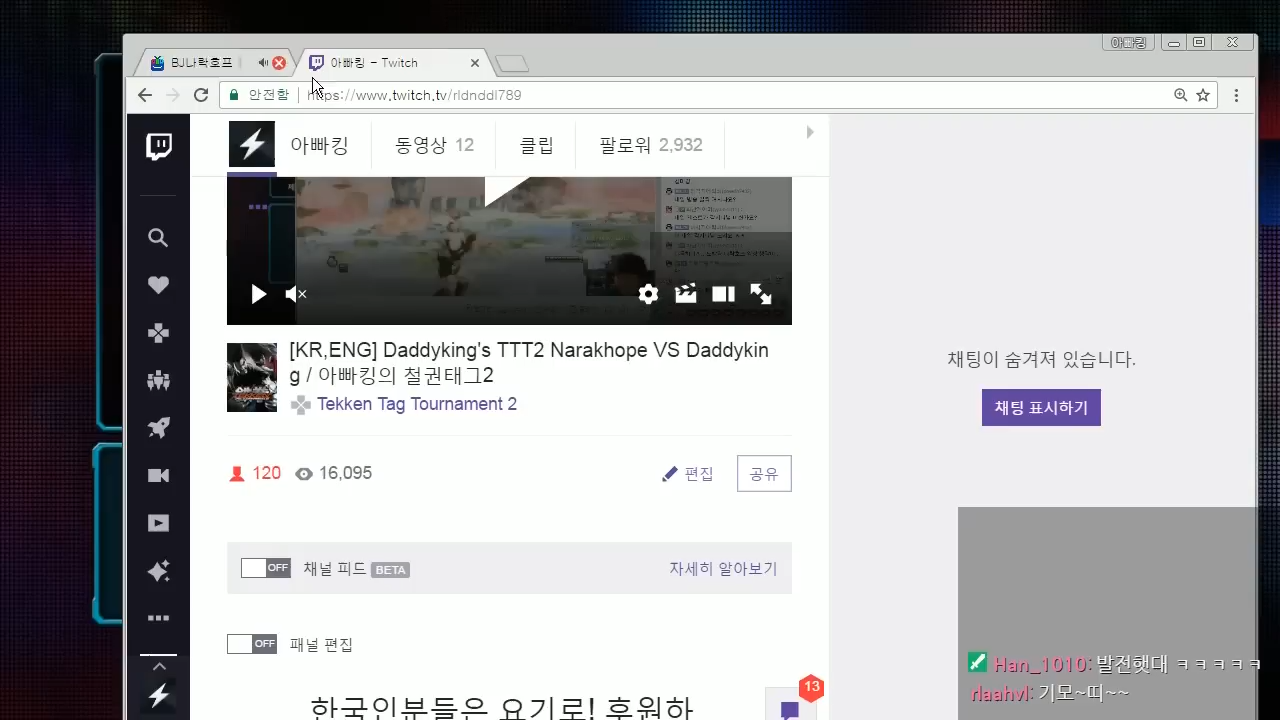 아빠킹
BJ나락호프
아빠킹 - Twitch
안전함
https://www.twitch.tv/rldnddl789
아빠킹
동영상 12
클립
팔로워 2,932
[KR,ENG] Daddyking's TTT2 Narakhope VS Daddykin
g / 아빠킹의 철권태그2
Tekken Tag Tournament 2
120
16,095
편집
공유
OFF
채널 피드 BETA
자세히 알아보기
OFF
패널 편집
한국인분들은 요기로! 후원하
13
채팅이 숨겨져 있습니다.
채팅 표시하기
Han_1010: 발전햇대 ㅋㅋㅋㅋㅋ
rlaahvl: 기모~띠~~